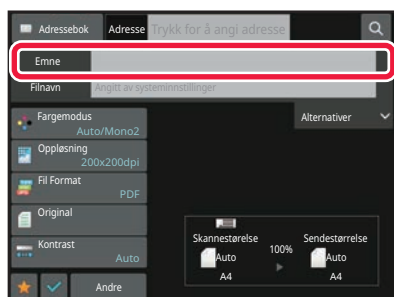 Adressebok Adresse Trykk for å angi adresse
Emne
Filnavn Angitt av systeminnstillinger
Fargemodus
Auto/Mono2
Alternativer
Oppløsning
200x200dpi
Fil Format
PDF
Original
Kontrast
Auto
Skannestørelse
100%
Sendestørrelse
Auto
Auto
A4
A4
Andre